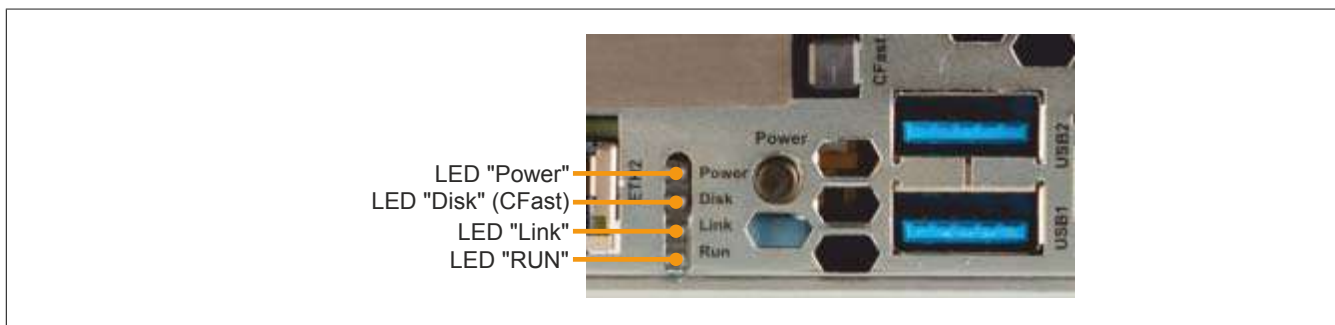 CFast
USB2
Power
ETH2
LED "Power"
Power
LED "Disk" (CFast)
Disk
LED "Link"
Link
USB1
LED "RUN"
Run